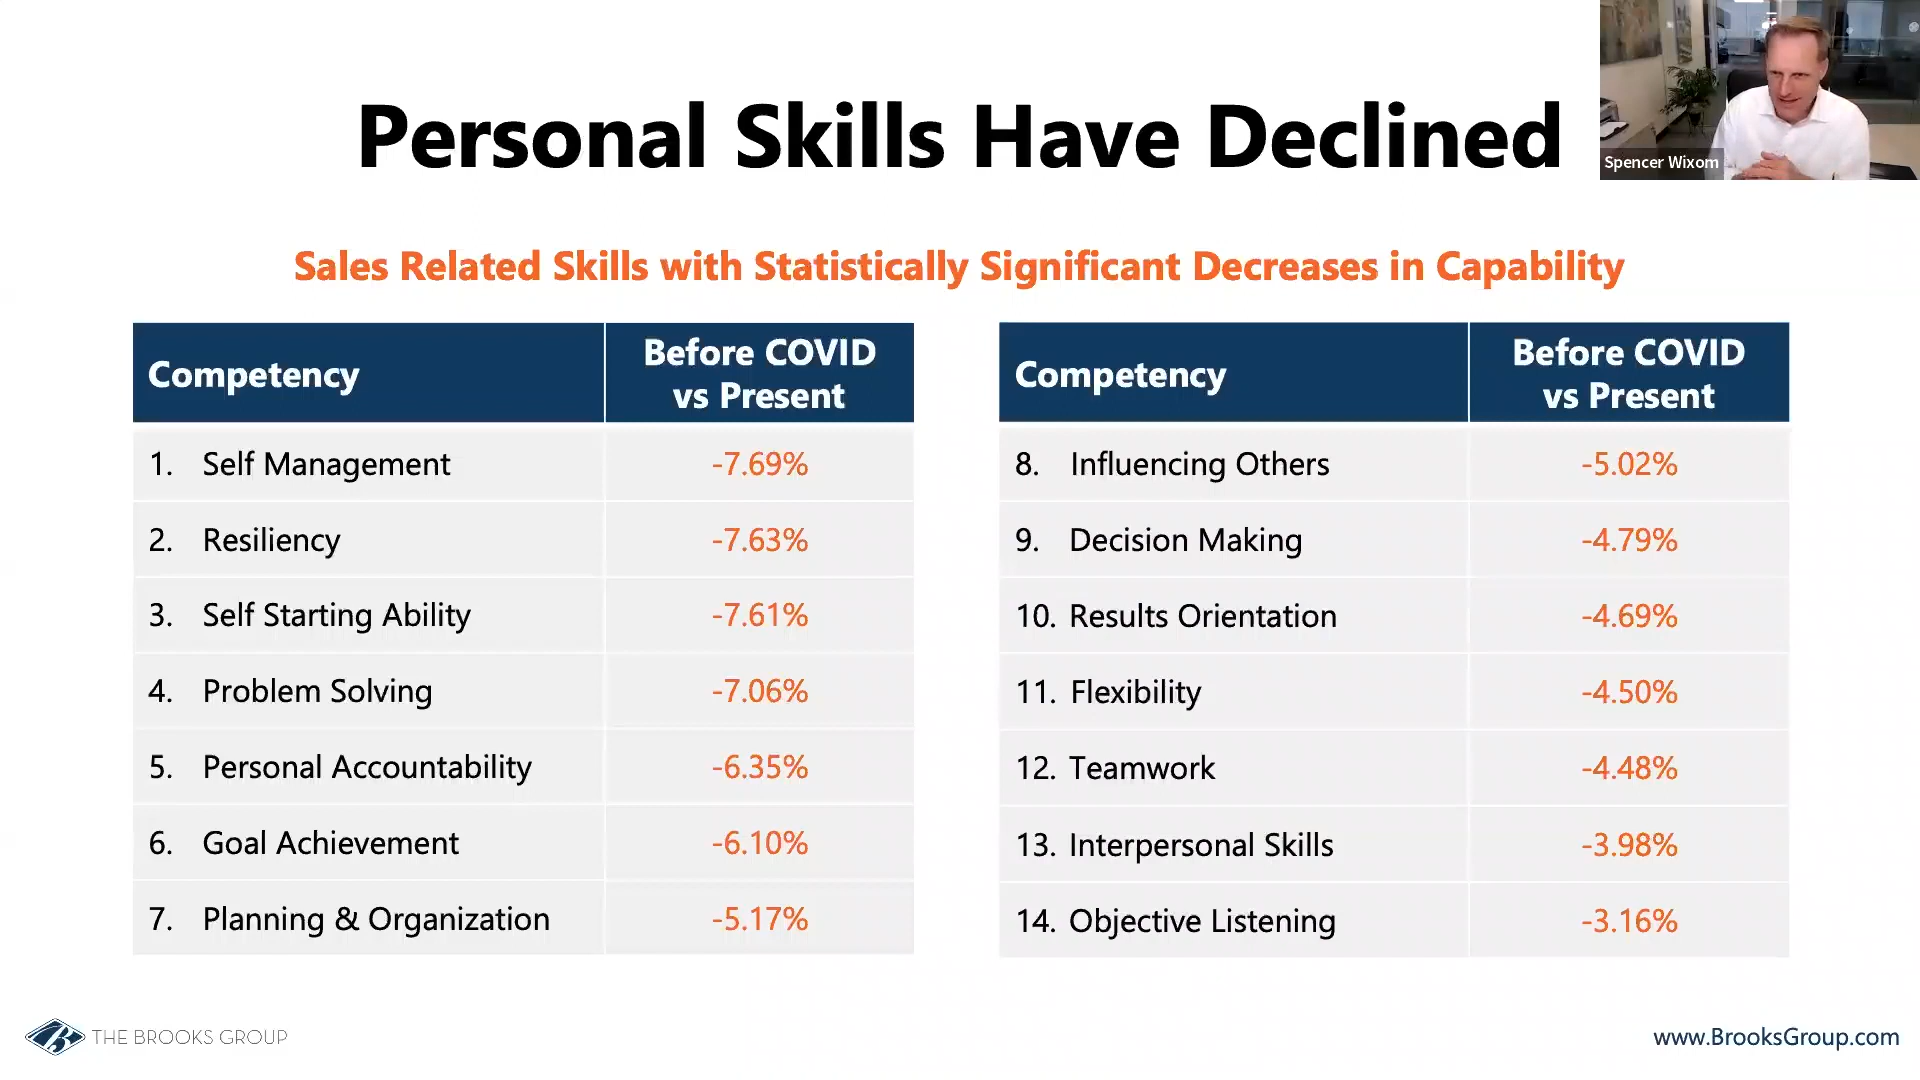 Personal Skills Have Declined
Spencer Wixom
Sales Related Skills with Statistically Significant Decreases in Capability
Competency
Before COVID
vs Present
1. Self Management -7.69%
2. Resiliency -7.63%
3. Self Starting Ability -7.61%
4. Problem Solving -7.06%
5. Personal Accountability -6.35%
6. Goal Achievement -6.10%
7. Planning & Organization -5.17%
Competency
Before COVID
vs Present
8. Influencing Others -5.02%
9. Decision Making -4.79%
10. Results Orientation -4.69%
11. Flexibility -4.50%
12. Teamwork -4.48%
13. Interpersonal Skills -3.98%
14. Objective Listening -3.16%
THE BROOKS GROUP
www.BrooksGroup.com